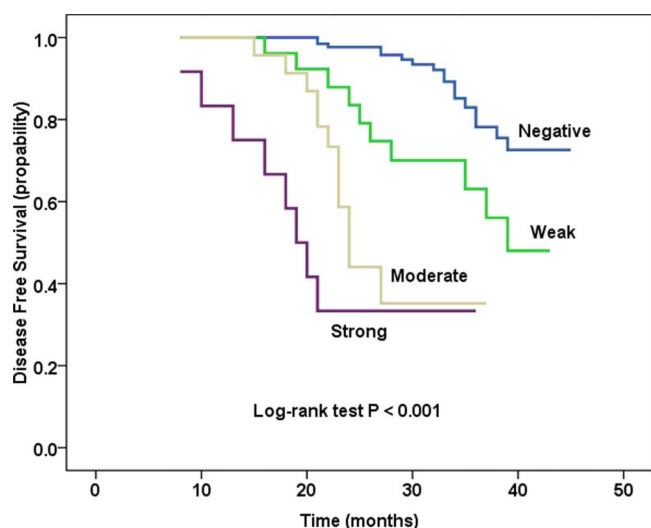 Disease Free Survival (propability)
1.0
0.8
0.6
0.4
0.2
0.0
Negative
Weak
Moderate
Strong
Log-rank test P < 0.001
0 10 20 30 40 50
Time (months)